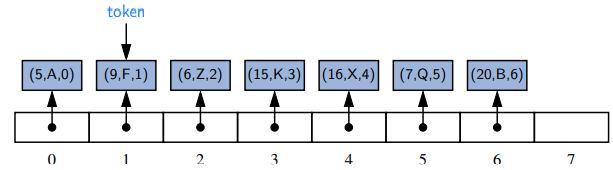 token
(5,A,0) (9,F,1) (6,Z,2) (15,K,3) (16,X,4) (7,Q,5) (20,B,6)
0 1 2 3 4 5 6 7